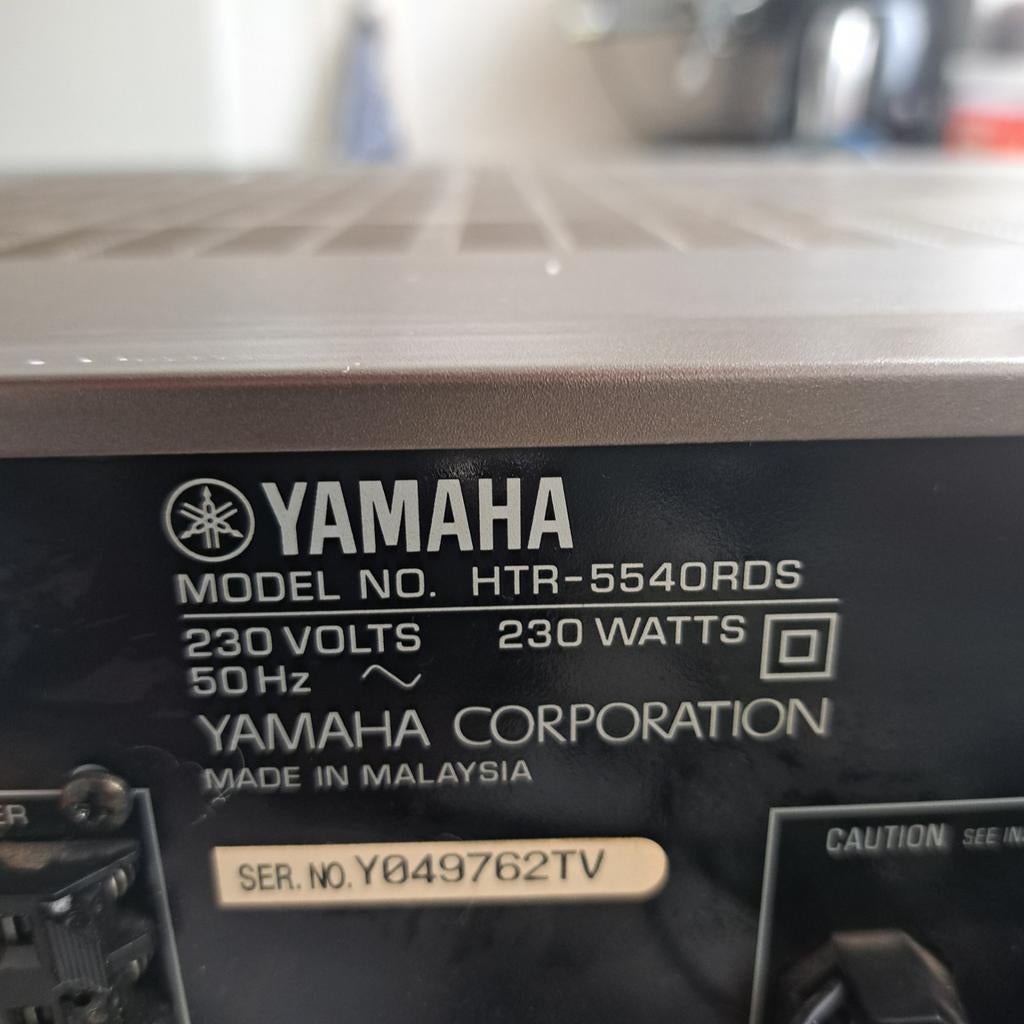 YAMAHA
MODEL NO. HTR-5540RDS
230 VOLTS 230 WATTS
50 Hz ~
YAMAHA CORPORATION
MADE IN MALAYSIA
CAUTION SEE
SER. NO. Y049762TV